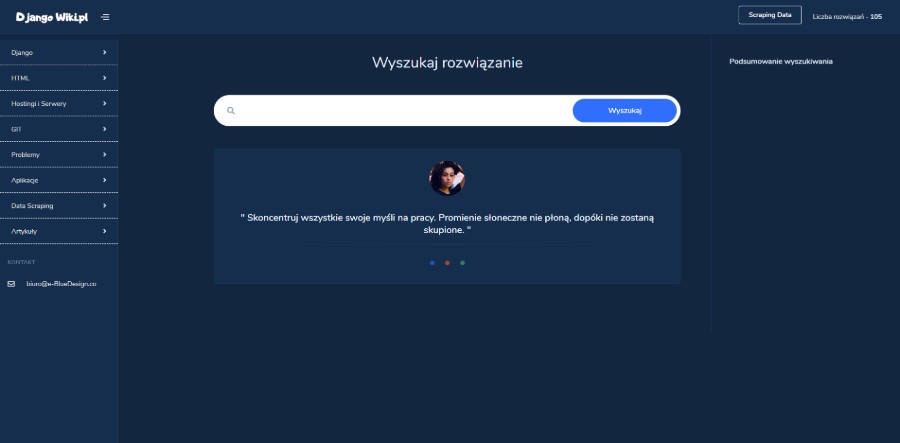 Django Wiki.pl
Scraping Data
Liczba rozwiązań - 105
Django
HTML
Hostingi i Serwery
GIT
Problemy
Aplikacje
Data Scraping
Artykuły
KONTAKT
biuro@e-BlueDesign.co
Wyszukaj rozwiązanie
Wyszukaj
" Skoncentruj wszystkie swoje myśli na pracy. Promienie słoneczne nie płoną, dopóki nie zostaną
skupione. "
Podsumowanie wyszukiwania